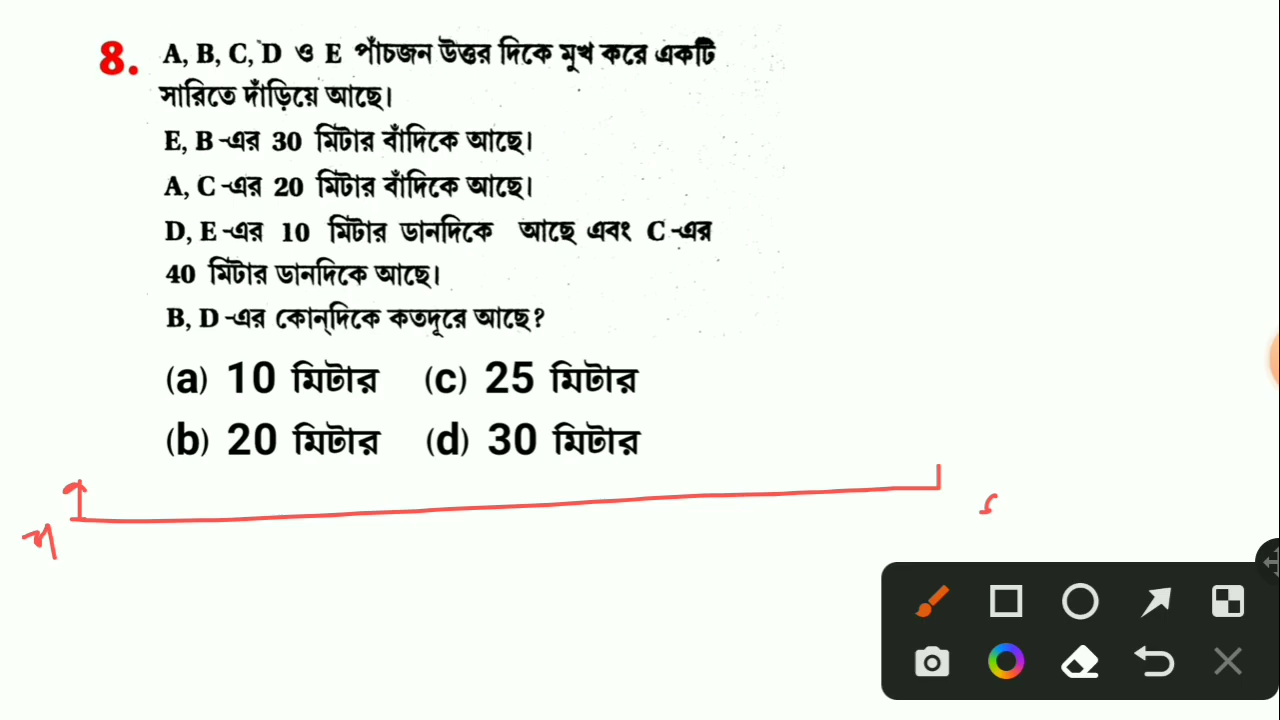 8. A, B, C, D ও E পাঁচজন উত্তর দিকে মুখ করে একটি
সারিতে দাঁড়িয়ে আছে।
E, B-এর 30 মিটার বাঁদিকে আছে।
A, C-এর 20 মিটার বাঁদিকে আছে।
D, E-এর 10 মিটার ডানদিকে আছে এবং C-এর
40 মিটার ডানদিকে আছে।
B, D-এর কোন্‌দিকে কতদূরে আছে?
(a) 10 মিটার (c) 25 মিটার
(b) 20 মিটার (d) 30 মিটার